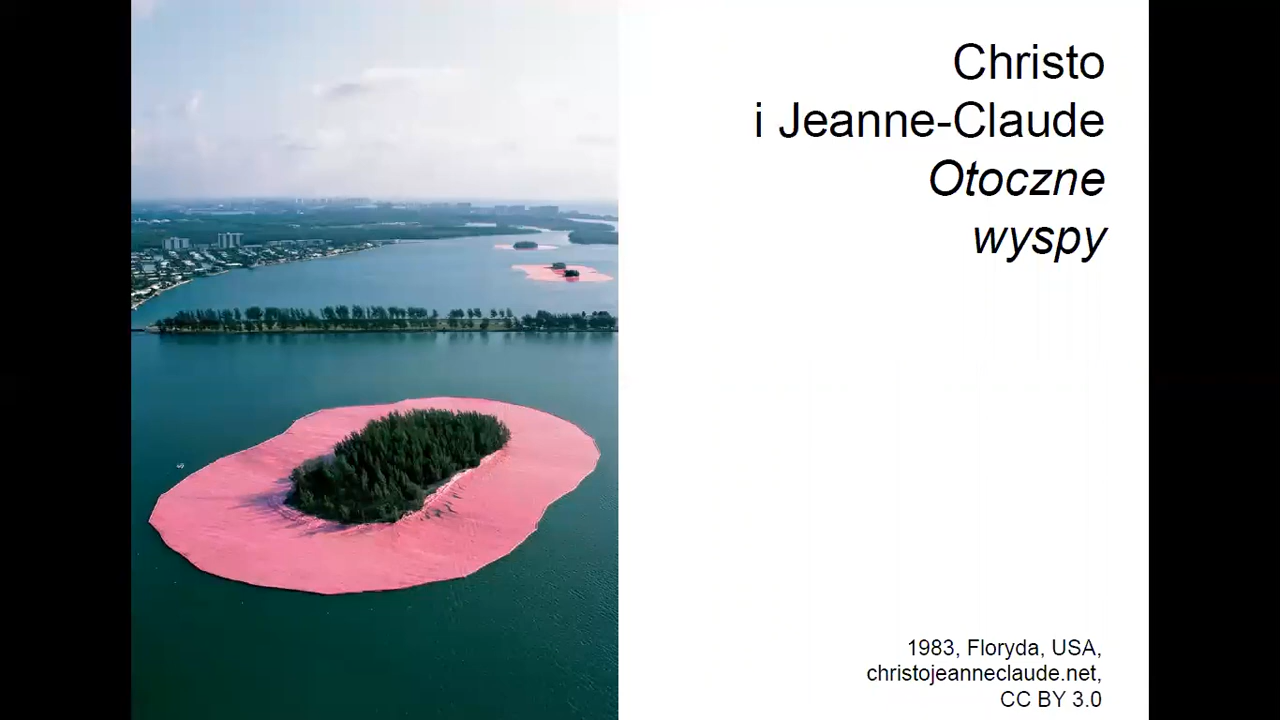 Christo
i Jeanne-Claude
Otoczne
wyspy
1983, Floryda, USA,
christojeanneclaude.net,
CC BY 3.0